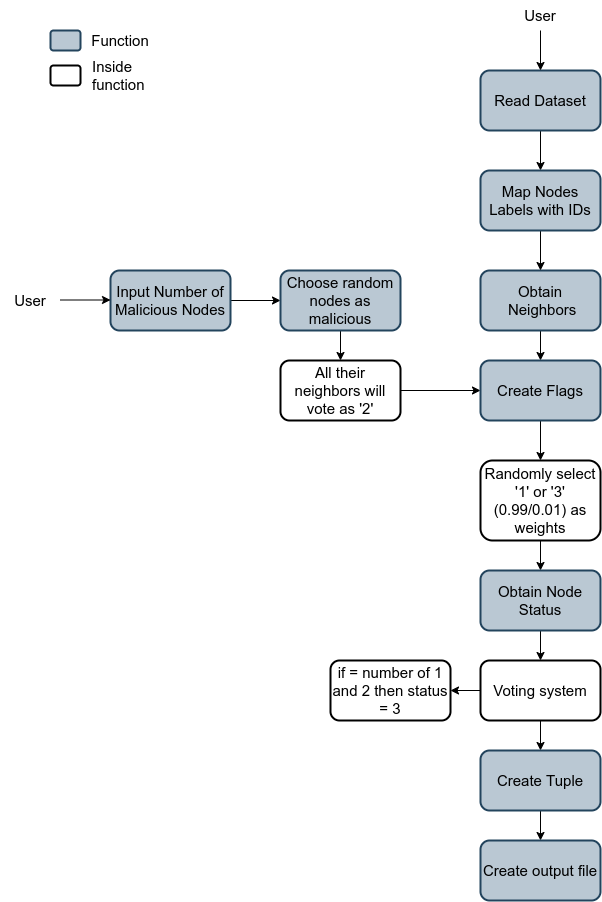 User
Function
Inside
function
Read Dataset
Map Nodes
Labels with IDs
User
Input Number of
Malicious Nodes
Choose random
nodes as
malicious
Obtain
Neighbors
All their
neighbors will
vote as '2'
Create Flags
Randomly select
'1' or '3'
(0.99/0.01) as
weights
Obtain Node
Status
if = number of 1
and 2 then status
= 3
Voting system
Create Tuple
Create output file